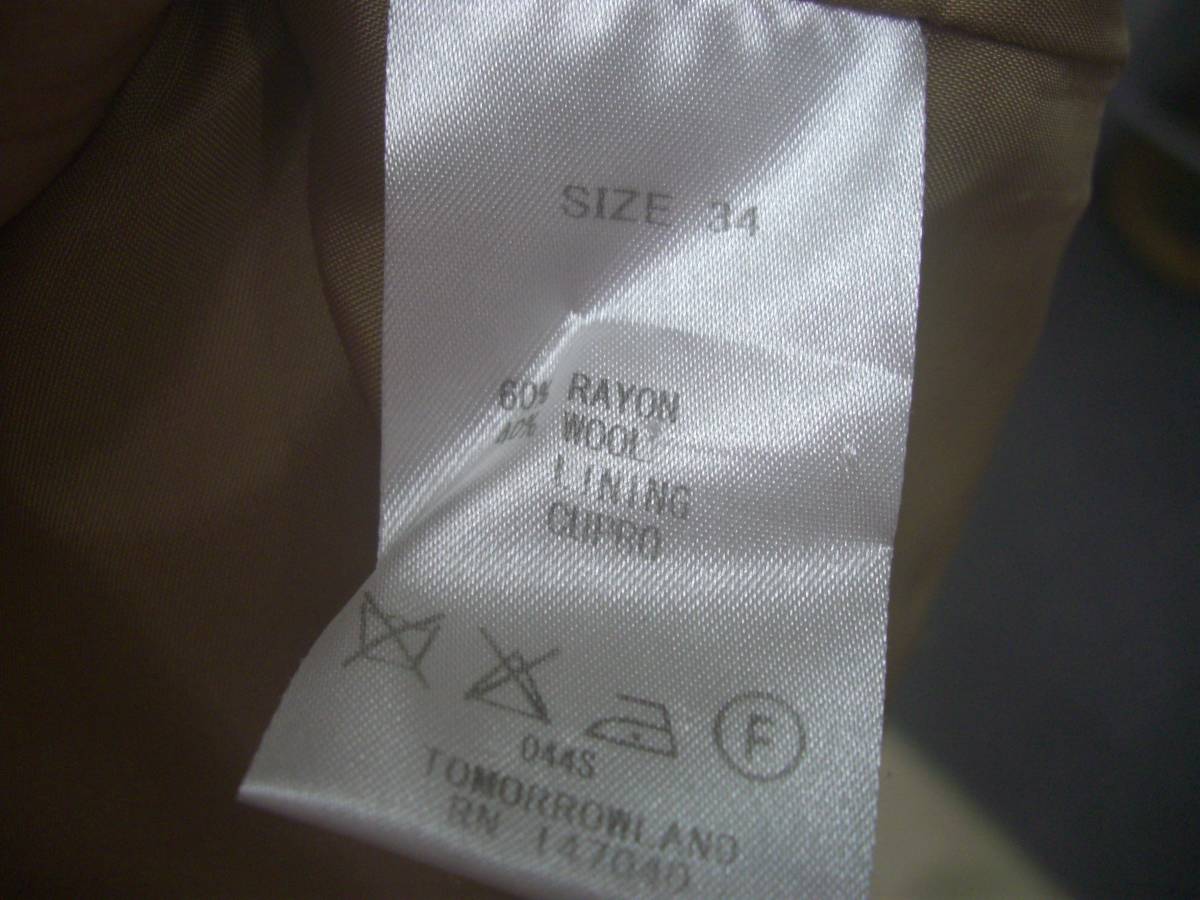 SIZE 34
60% RAYON
40% WOOL
LINING
CUPRO
F
044S
TOMORROWLAND
RN 147040